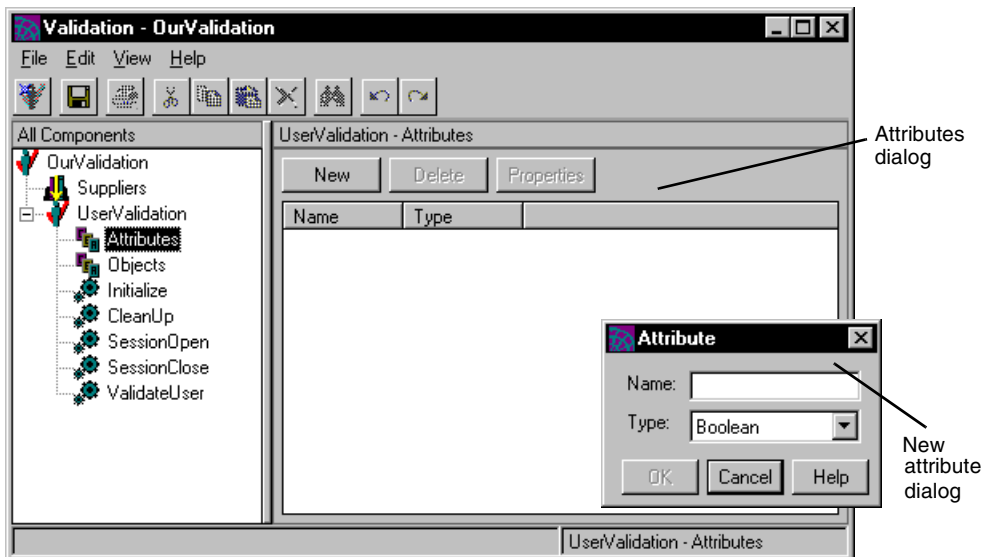 Validation - OurValidation
File Edit View Help
All Components
UserValidation - Attributes
OurValidation
Suppliers
UserValidation
Attributes
Objects
Initialize
CleanUp
SessionOpen
SessionClose
ValidateUser
New Delete Properties
Name Type
Attributes
dialog
Attribute
Name:
Type: Boolean
OK Cancel Help
New
attribute
dialog
UserValidation - Attributes